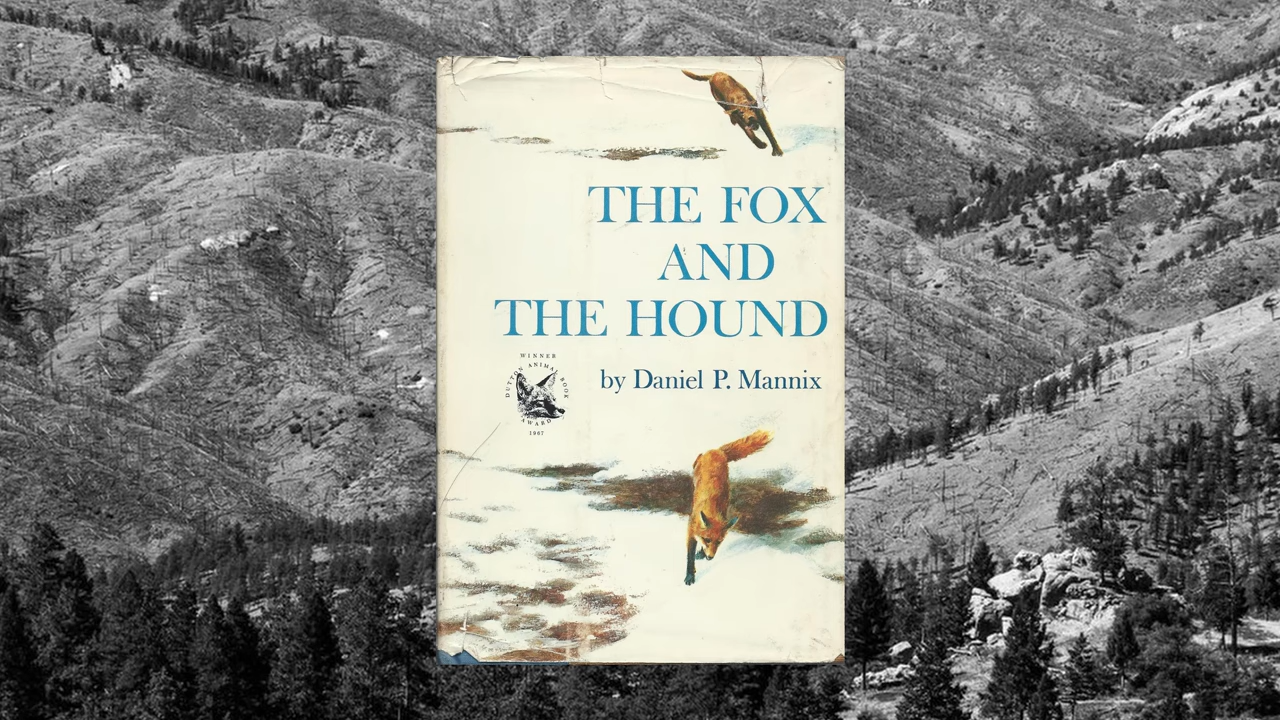 THE FOX
AND
THE HOUND
by Daniel P. Mannix
WINNER
DUTTON ANIMAL BOOK
AWARD
1967